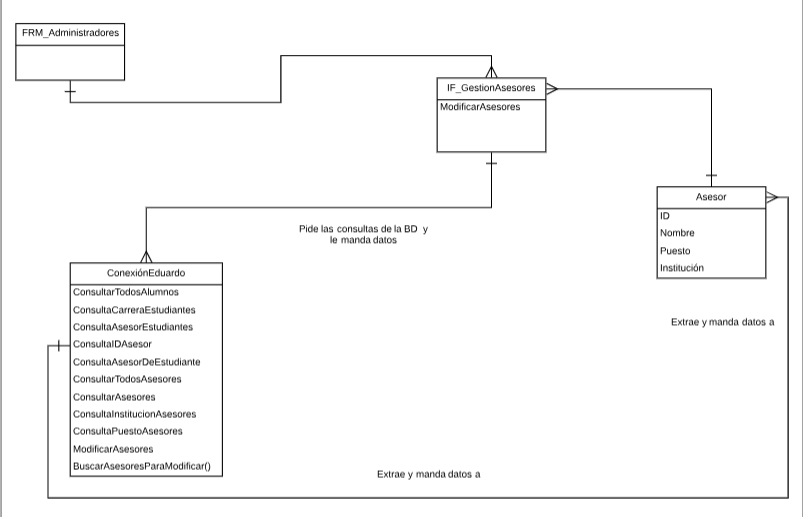 FRM_Administradores
IF_GestionAsesores
ModificarAsesores
Asesor
ID
Nombre
Puesto
Institución
Pide las consultas de la BD y
le manda datos
ConexiónEduardo
ConsultarTodosAlumnos
ConsultaCarreraEstudiantes
ConsultaAsesorEstudiantes
ConsultaIDAsesor
ConsultaAsesorDeEstudiante
ConsultarTodosAsesores
ConsultarAsesores
ConsultaInstitucionAsesores
ConsultaPuestoAsesores
ModificarAsesores
BuscarAsesoresParaModificar()
Extrae y manda datos a
Extrae y manda datos a